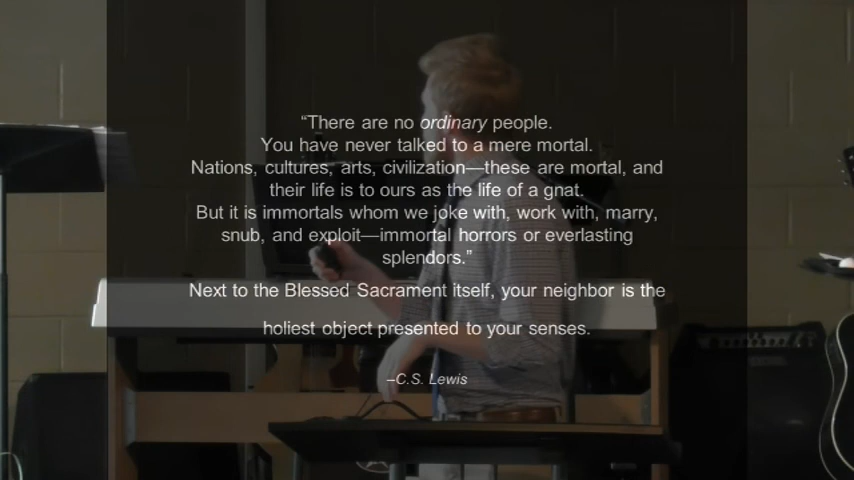 “There are no ordinary people.
You have never talked to a mere mortal.
Nations, cultures, arts, civilization—these are mortal, and
their life is to ours as the life of a gnat.
But it is immortals whom we joke with, work with, marry,
snub, and exploit—immortal horrors or everlasting
splendors.”
Next to the Blessed Sacrament itself, your neighbor is the
holiest object presented to your senses.
–C.S. Lewis